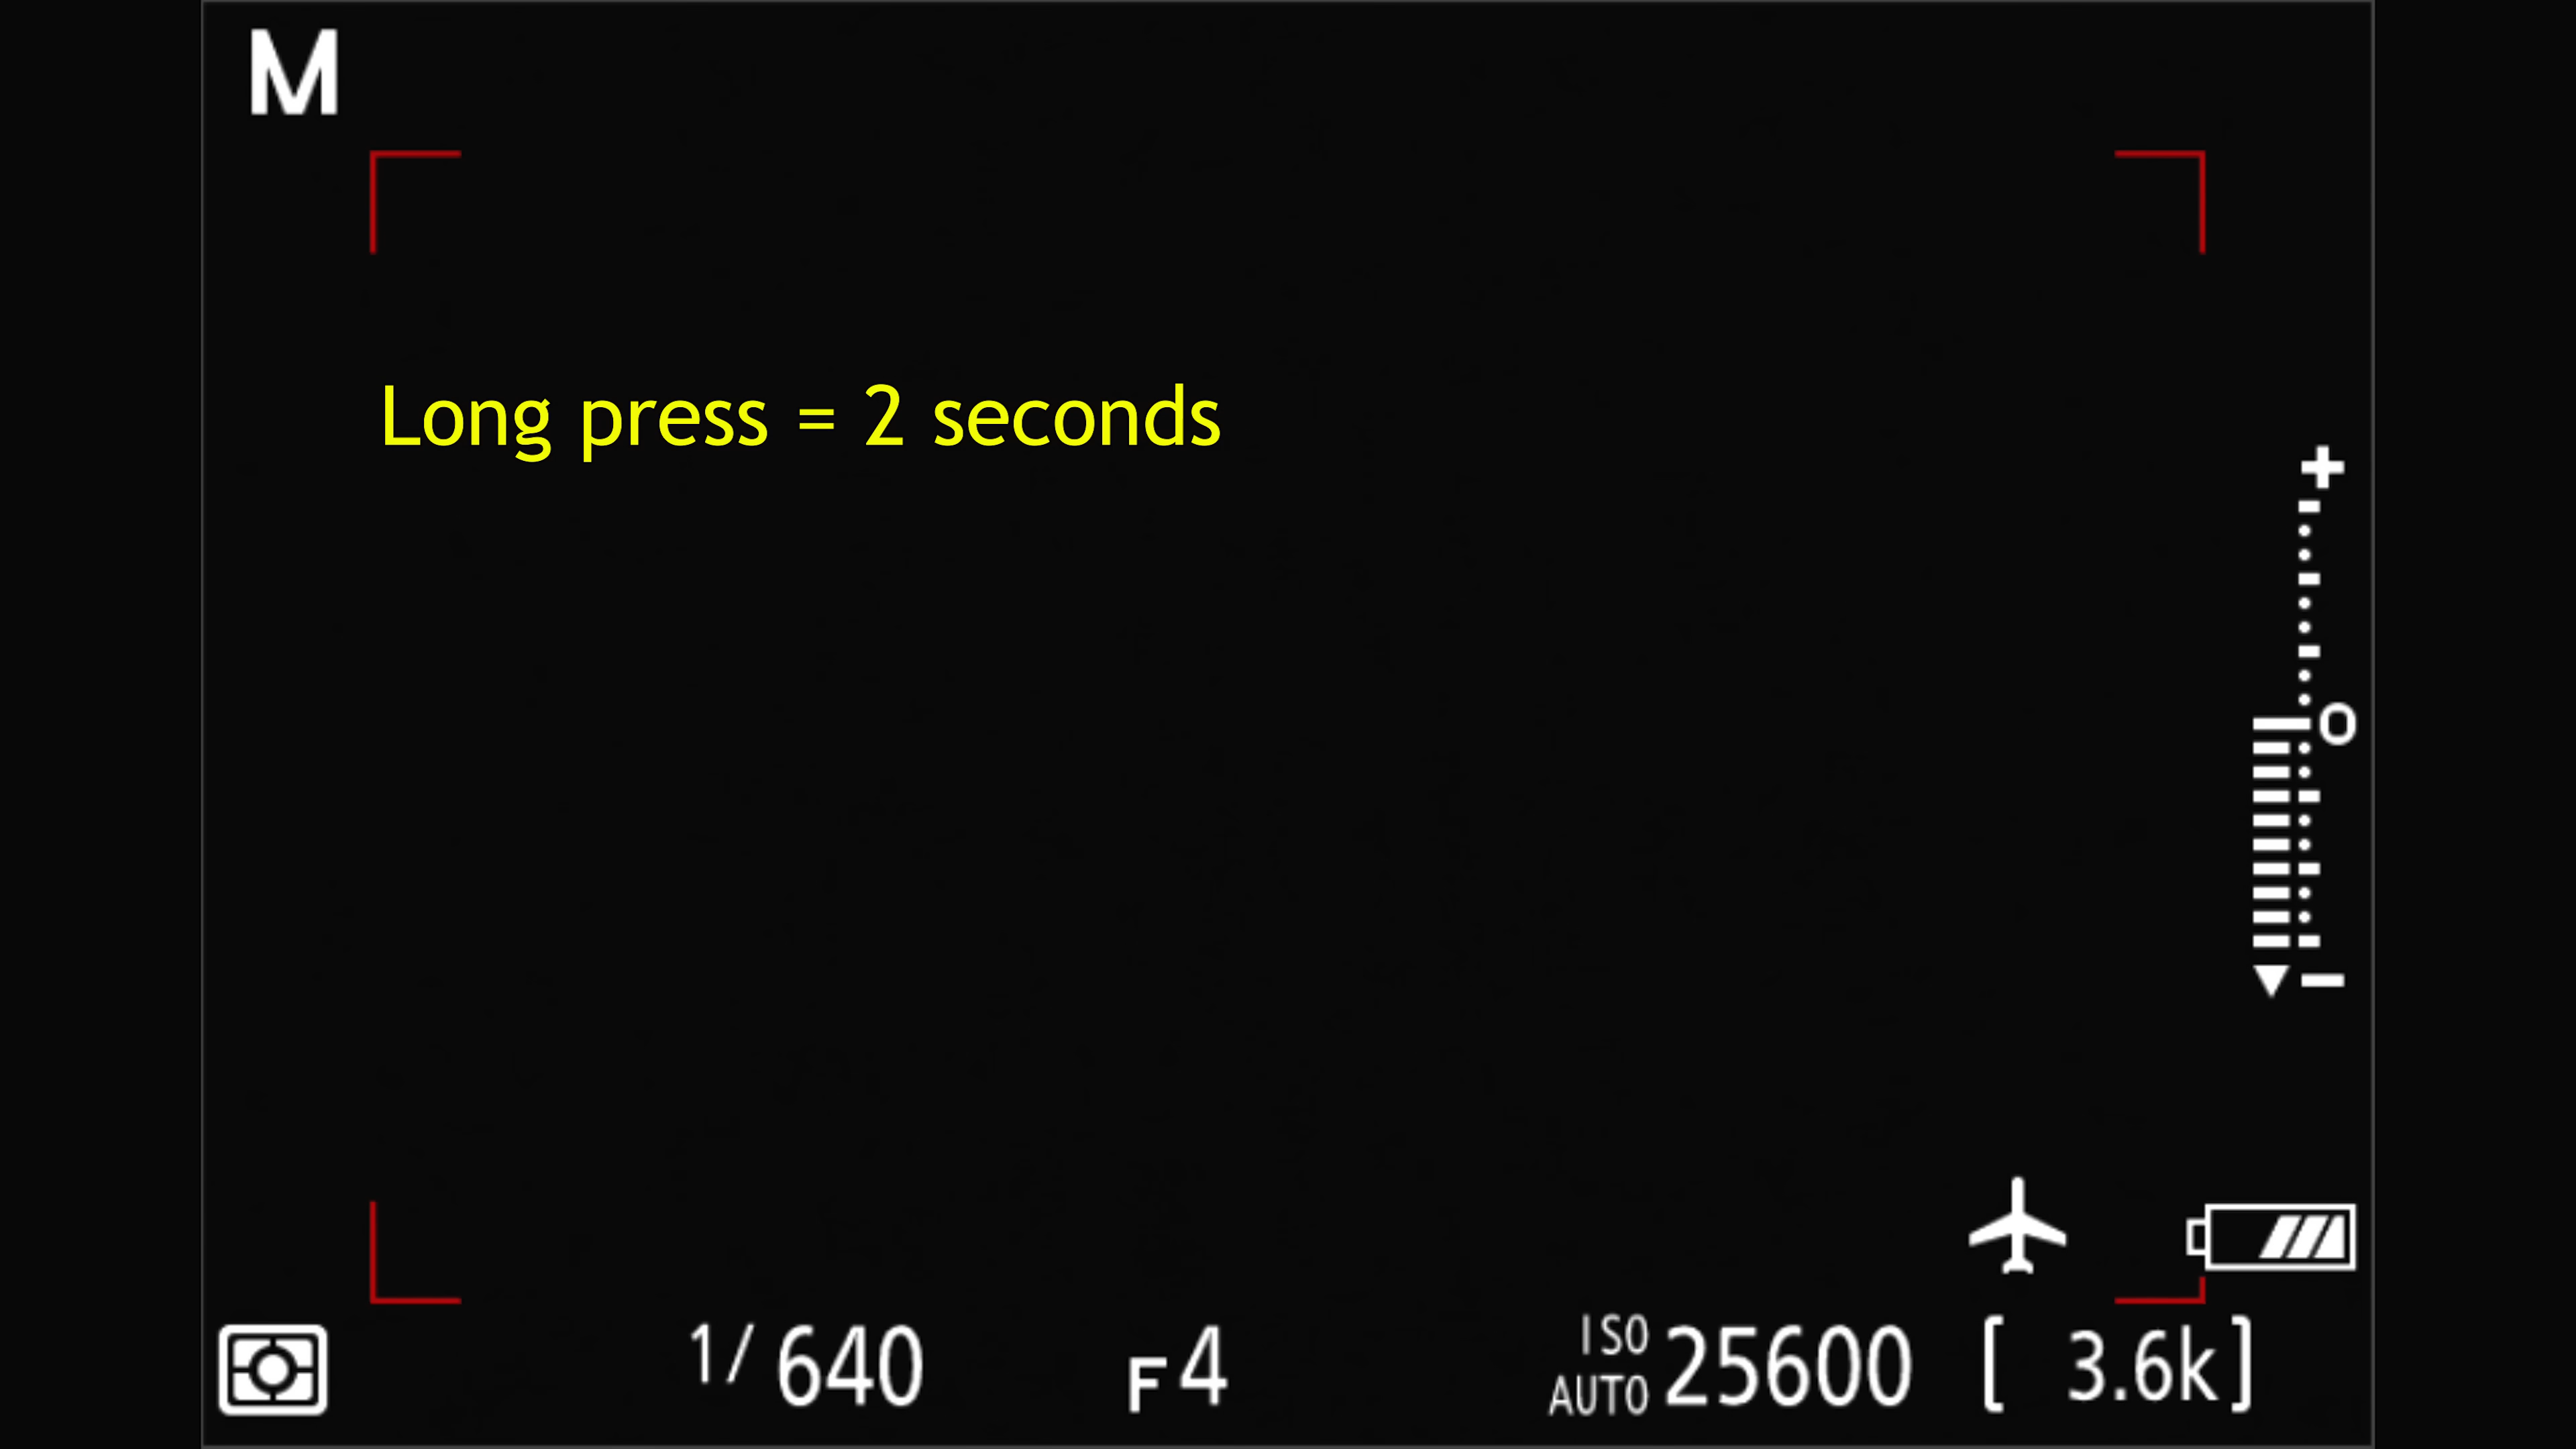 M
Long press = 2 seconds
+
0
−
1/640 F4 ISO AUTO 25600 [ 3.6k]